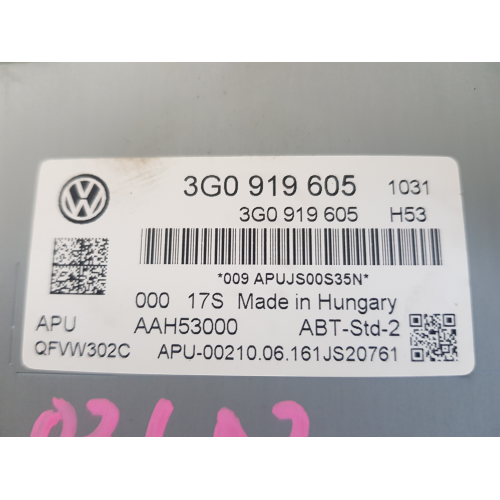 3G0 919 605 1031
3G0 919 605 H53
*009 APUJS00S35N*
000 17S Made in Hungary
APU AAH53000 ABT-Std-2
QFVW302C APU-00210.06.161JS20761